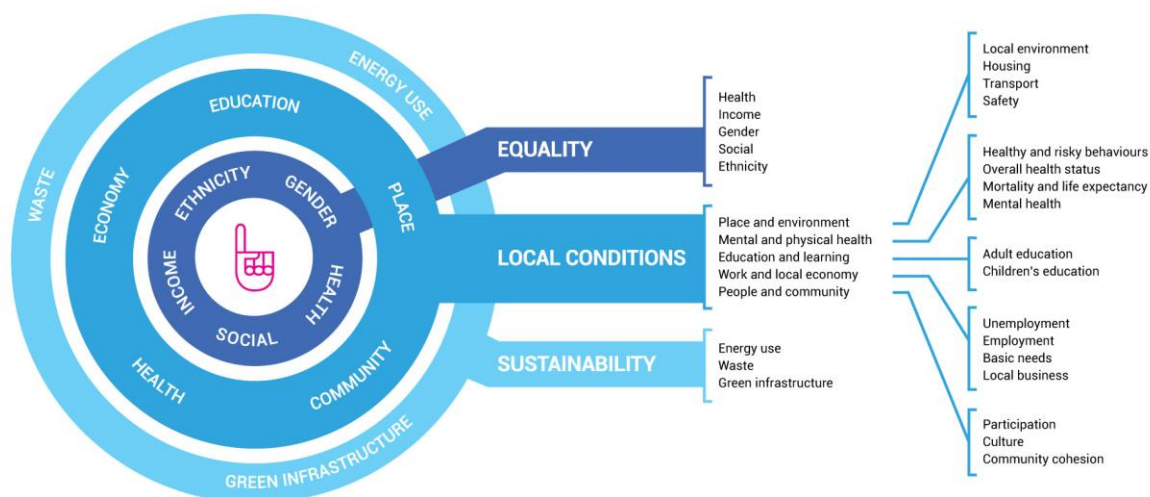 WASTE
ENERGY USE
GREEN INFRASTRUCTURE
EDUCATION
ECONOMY
PLACE
HEALTH
COMMUNITY
ETHNICITY
GENDER
INCOME
HEALTH
SOCIAL
EQUALITY
Health
Income
Gender
Social
Ethnicity
LOCAL CONDITIONS
Place and environment
Mental and physical health
Education and learning
Work and local economy
People and community
SUSTAINABILITY
Energy use
Waste
Green infrastructure
Local environment
Housing
Transport
Safety
Healthy and risky behaviours
Overall health status
Mortality and life expectancy
Mental health
Adult education
Children's education
Unemployment
Employment
Basic needs
Local business
Participation
Culture
Community cohesion